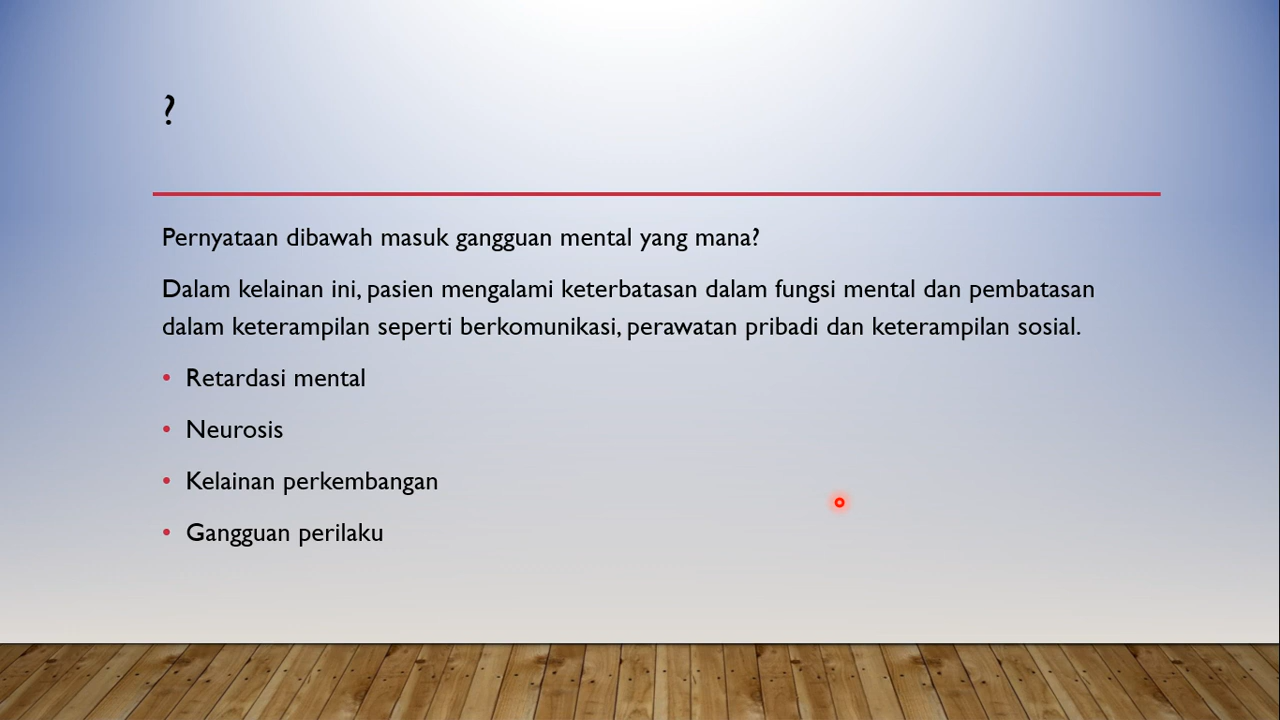 ?
Pernyataan dibawah masuk gangguan mental yang mana?
Dalam kelainan ini, pasien mengalami keterbatasan dalam fungsi mental dan pembatasan
dalam keterampilan seperti berkomunikasi, perawatan pribadi dan keterampilan sosial.
• Retardasi mental
• Neurosis
• Kelainan perkembangan
• Gangguan perilaku